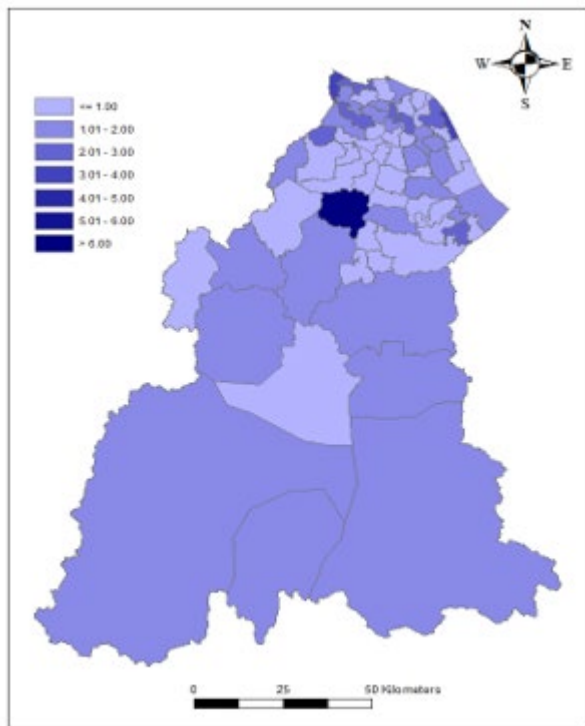 N
W E
S
<= 1.00
1.01 - 2.00
2.01 - 3.00
3.01 - 4.00
4.01 - 5.00
5.01 - 6.00
> 6.00
0 25 50 Kilometers